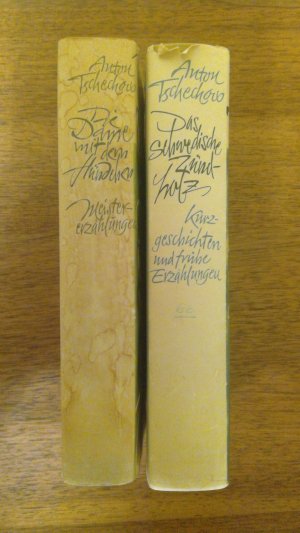 Anton
Tschechow
Die
Dame
mit dem
Hündchen
Meister-
erzählungen
Anton
Tschechow
Das
Schwedische
Zünd-
holz
Kurz-
geschichten
und frühe
Erzählungen